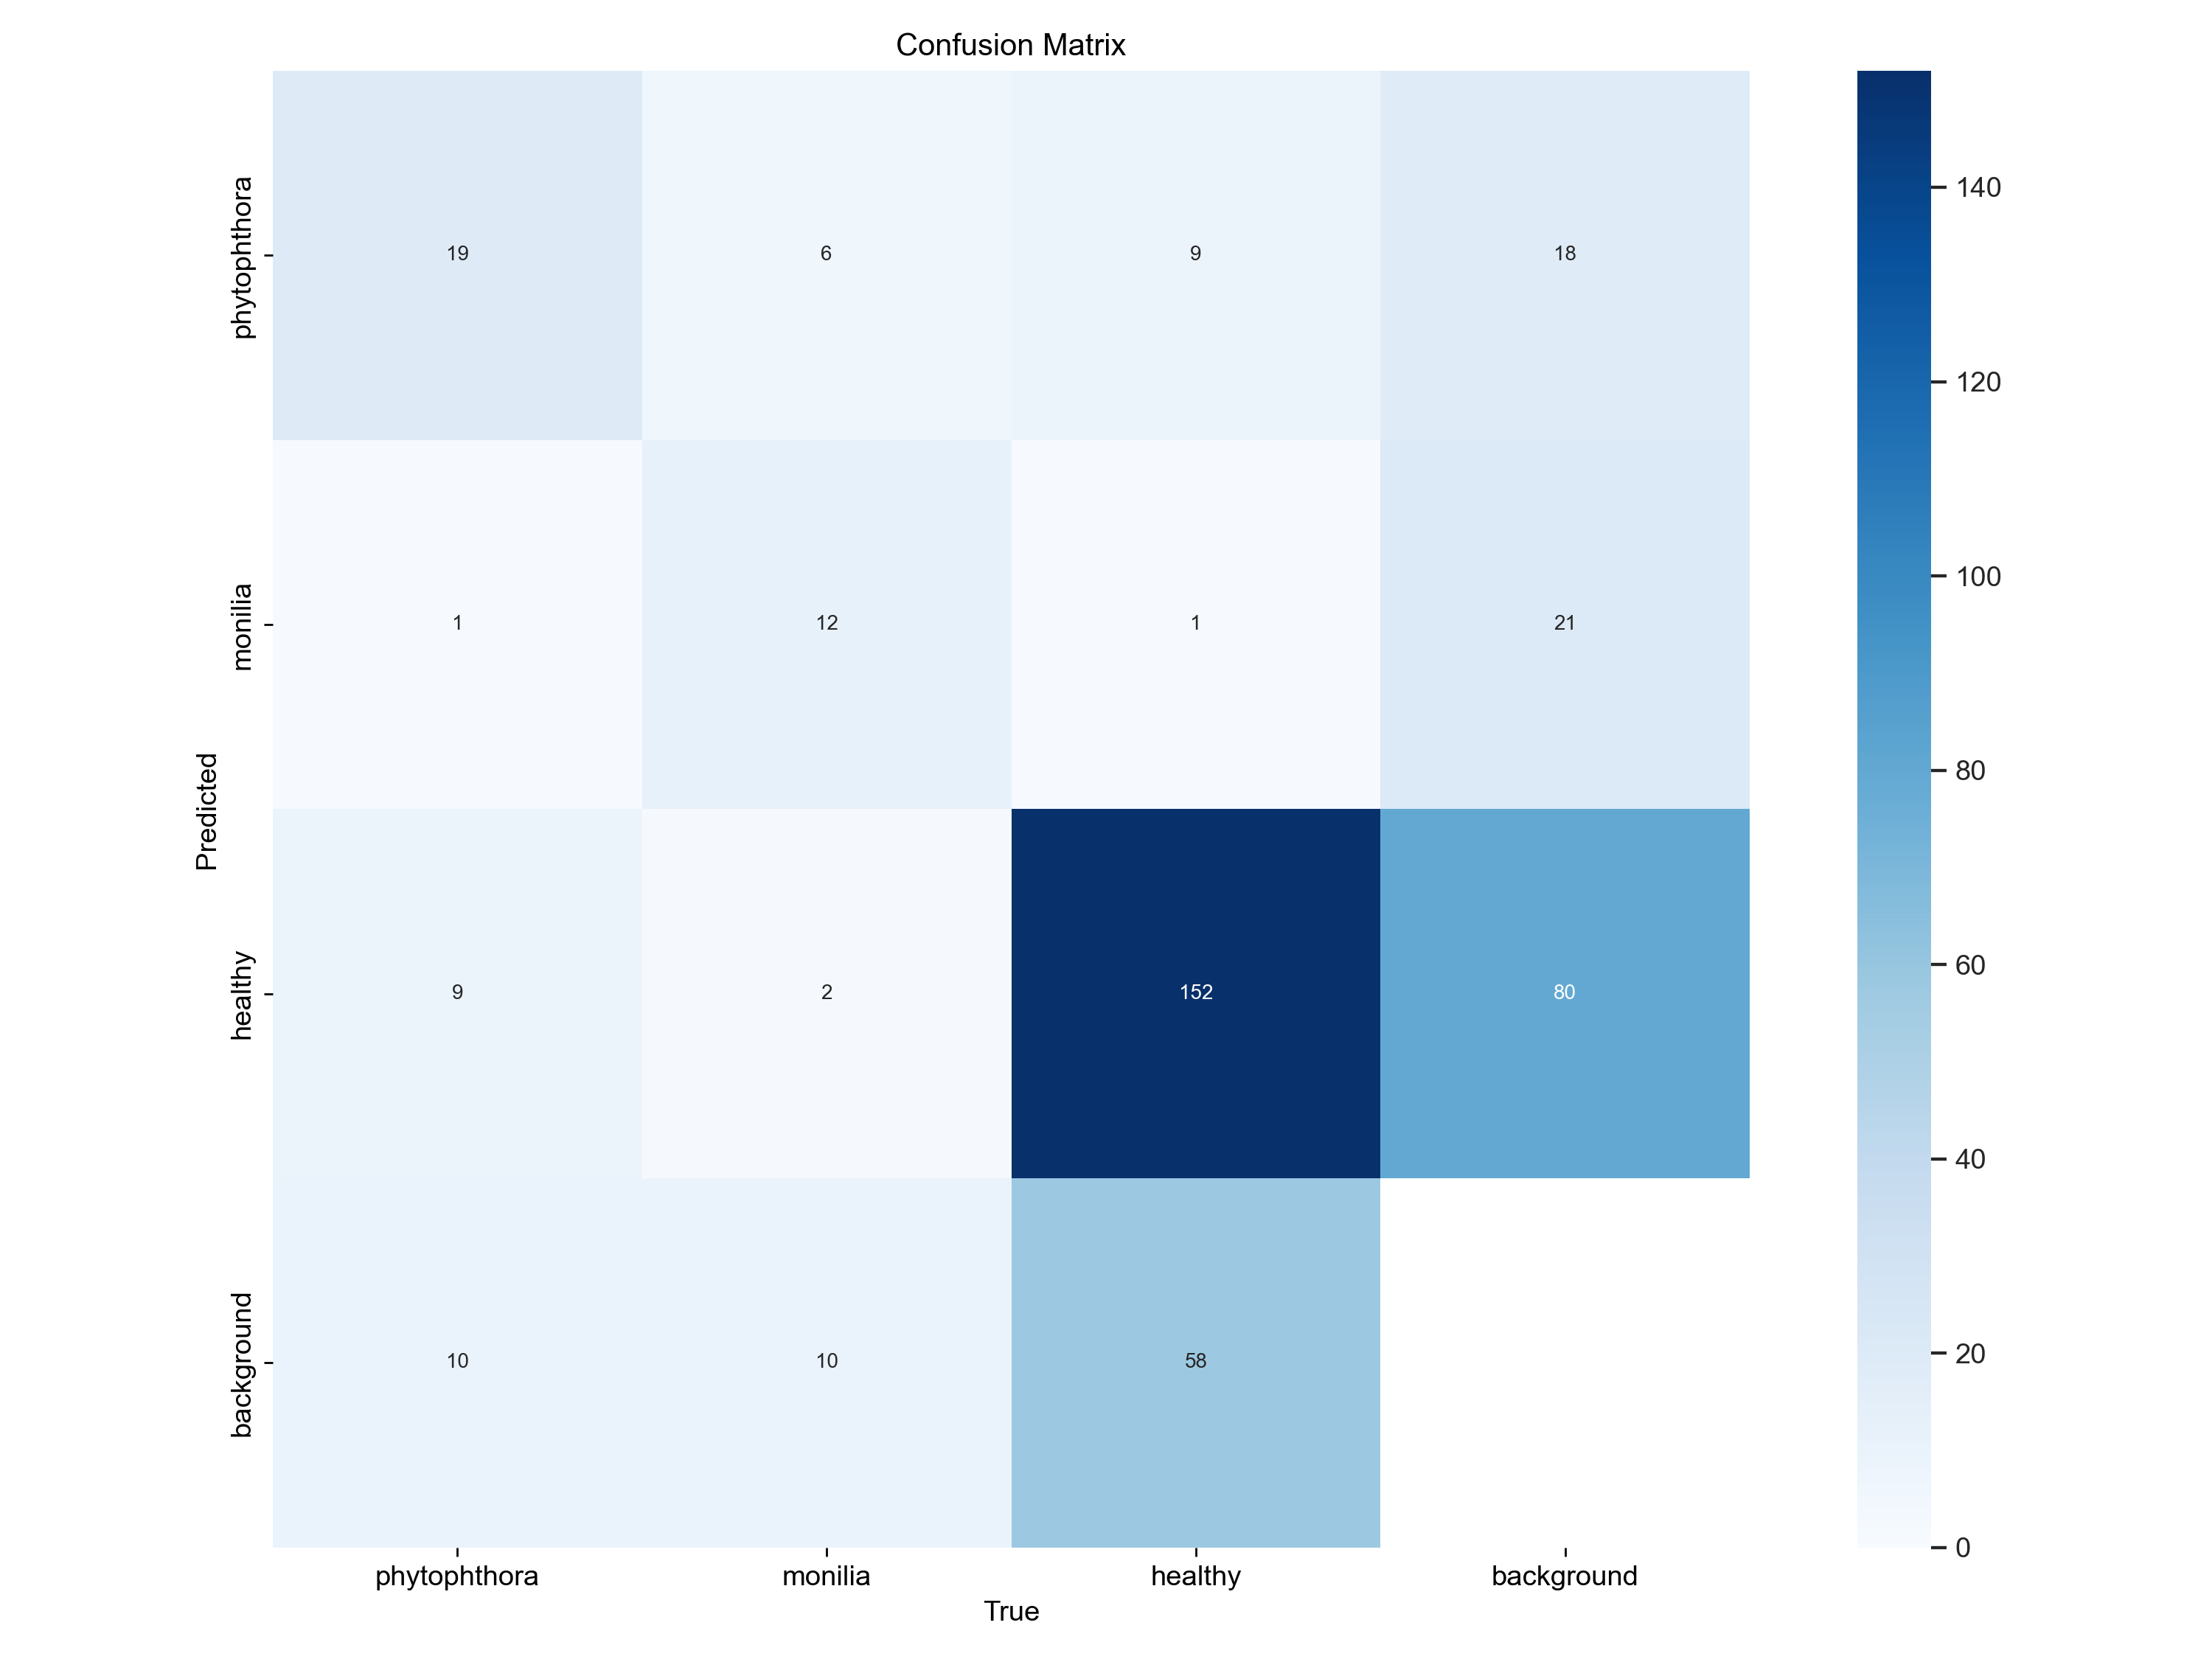 Confusion Matrix
phytophthora
19 6 9 18
monilia
1 12 1 21
healthy
9 2 152 80
background
10 10 58
Predicted
phytophthora monilia healthy background
True
140
120
100
80
60
40
20
0